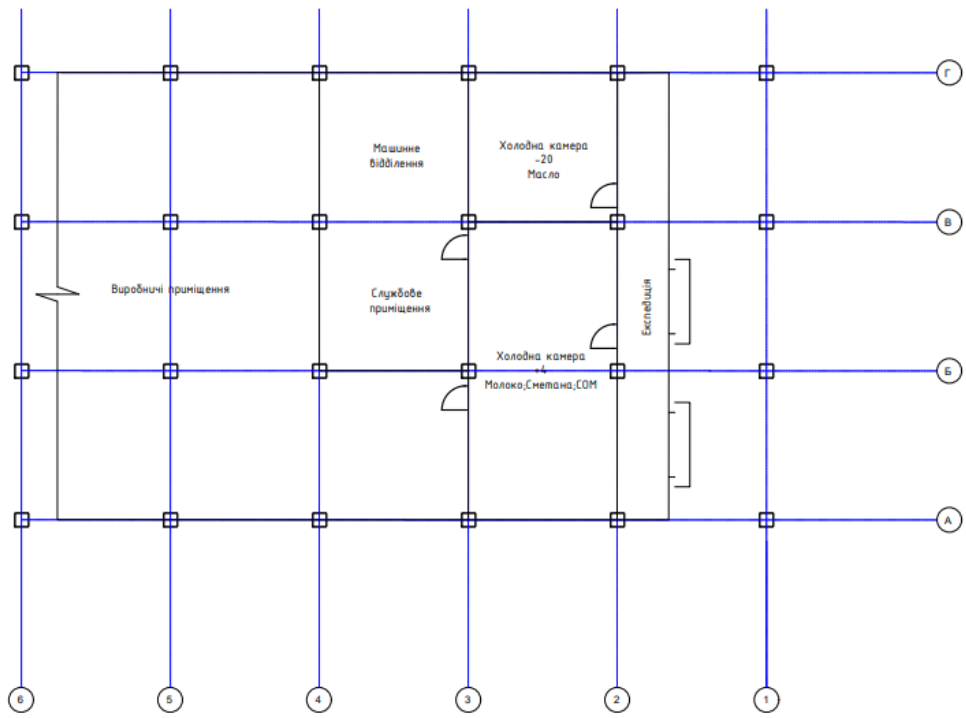 Г
Машинне
відділення
Холодна камера
-20
Масло
В
Виробничі приміщення
Службове
приміщення
Експедиція
Холодна камера
+4
Молоко;Сметана;СОМ
Б
А
6
5
4
3
2
1